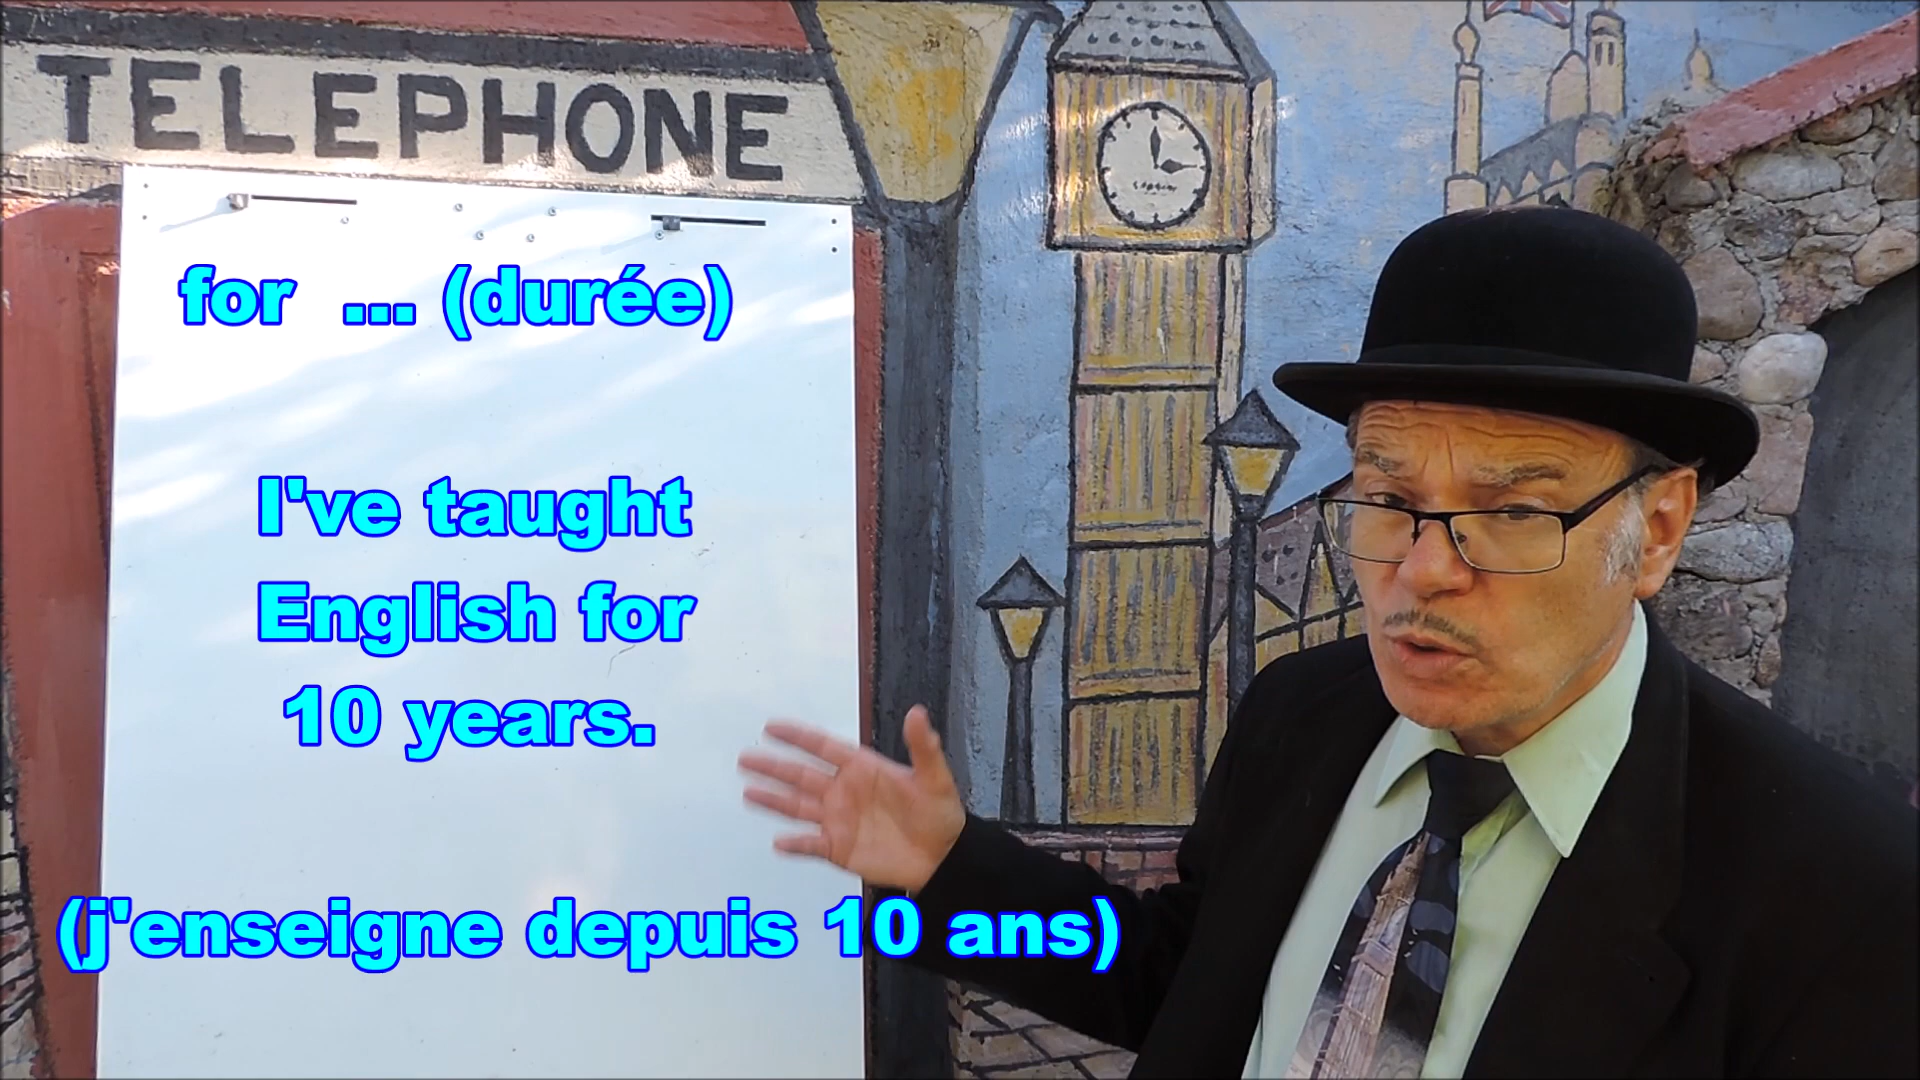 TELEPHONE
for ... (durée)
I've taught
English for
10 years.
(j'enseigne depuis 10 ans)